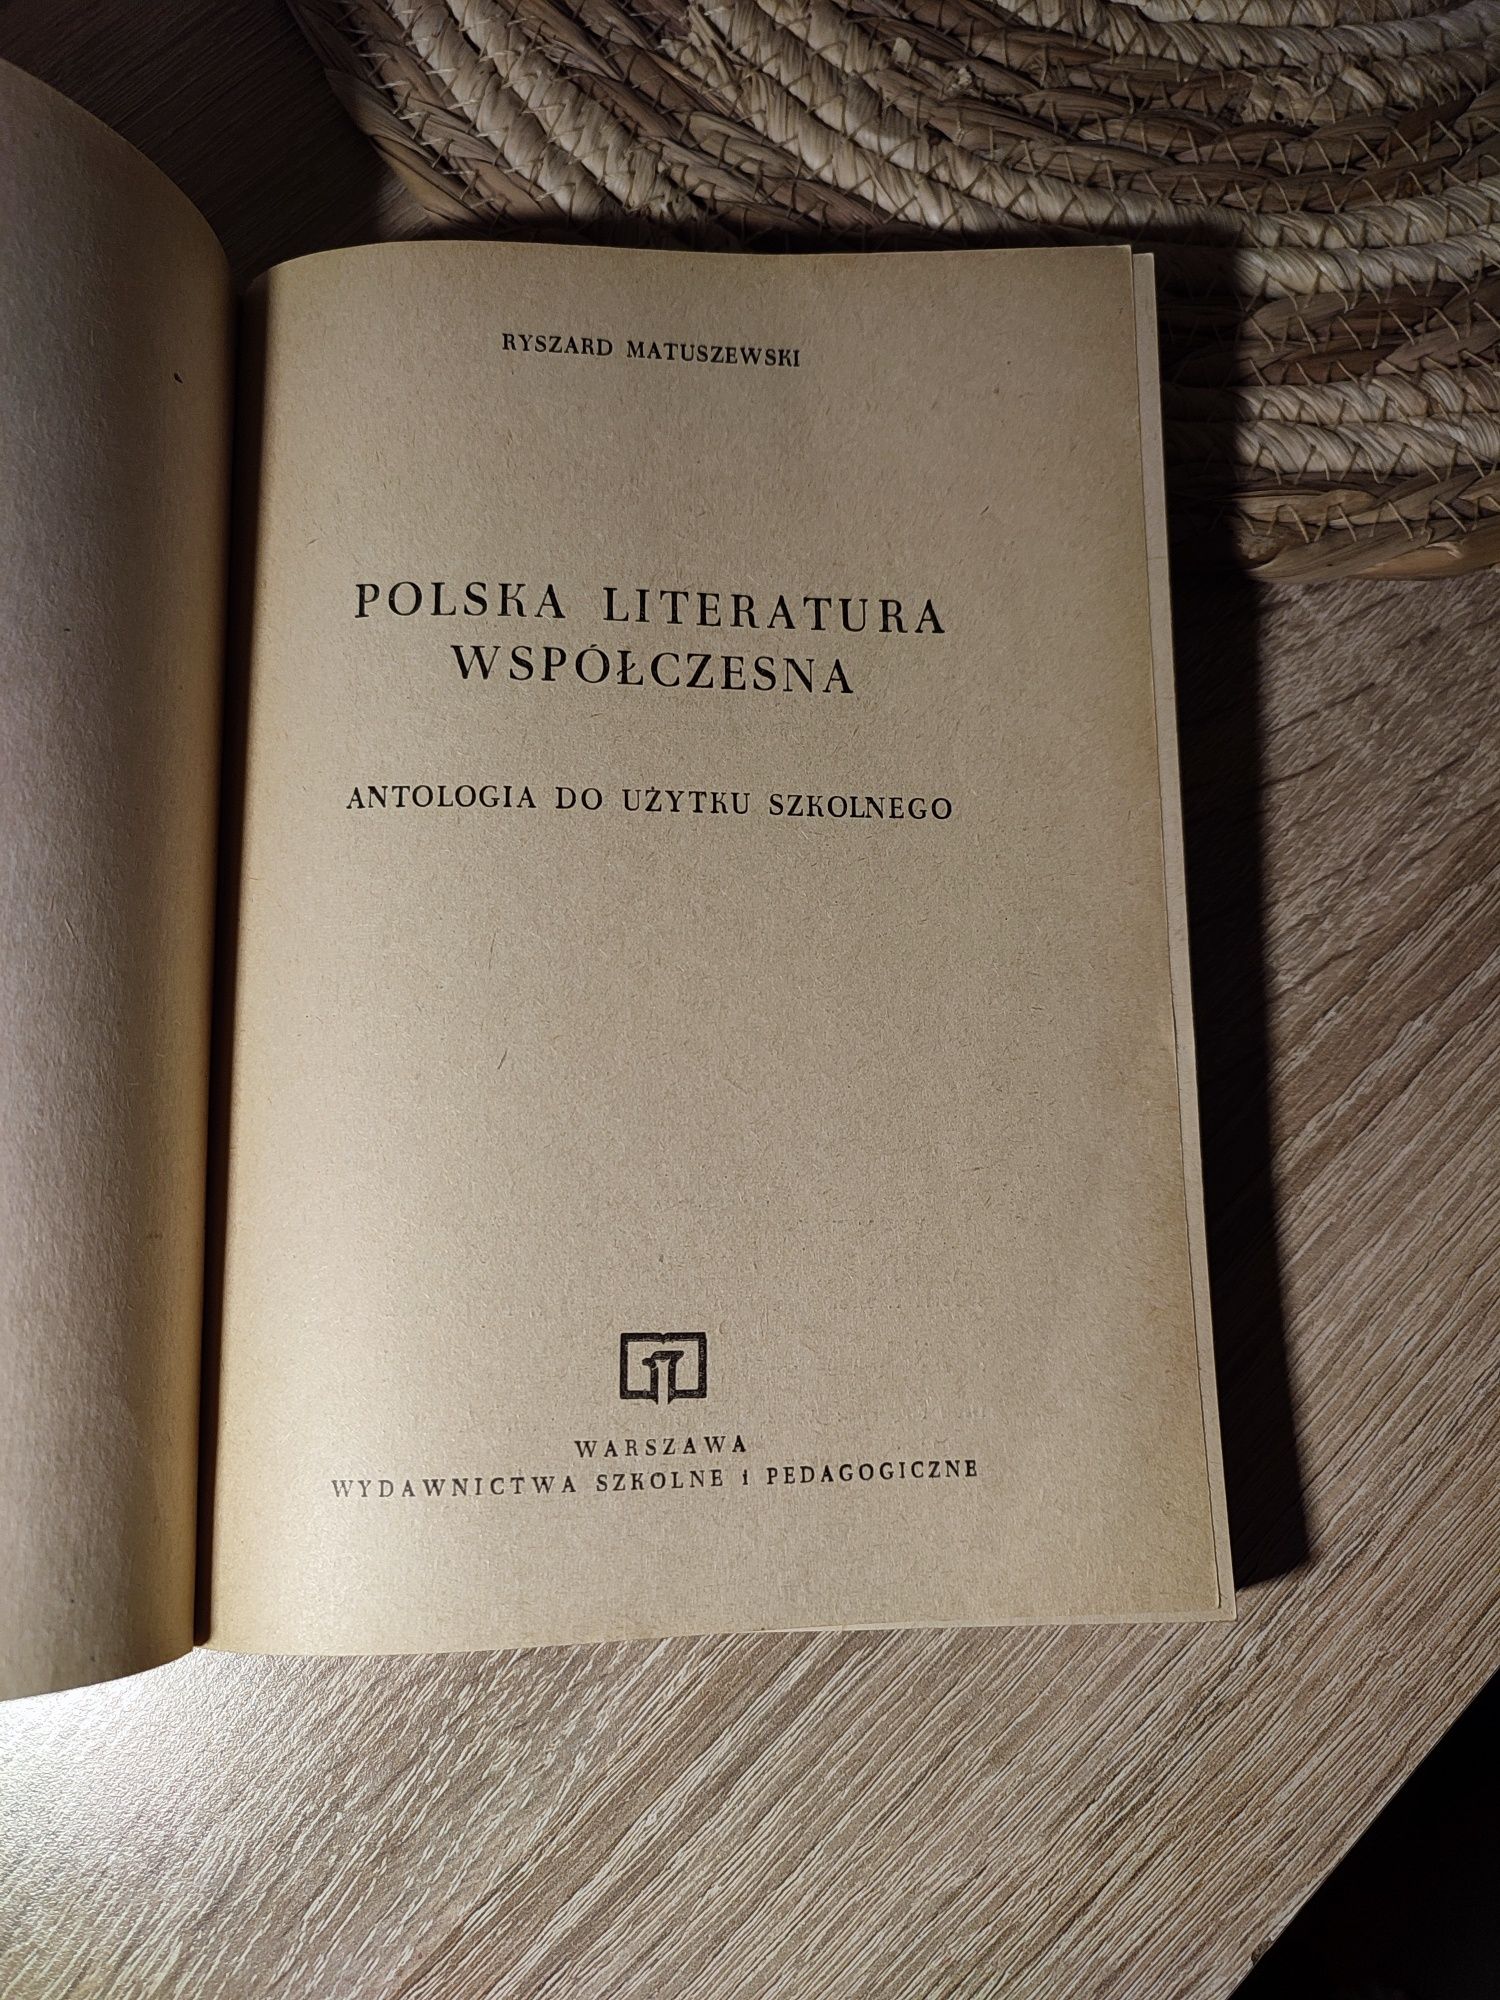 RYSZARD MATUSZEWSKI
POLSKA LITERATURA
WSPÓŁCZESNA
ANTOLOGIA DO UŻYTKU SZKOLNEGO
WARSZAWA
WYDAWNICTWA SZKOLNE i PEDAGOGICZNE